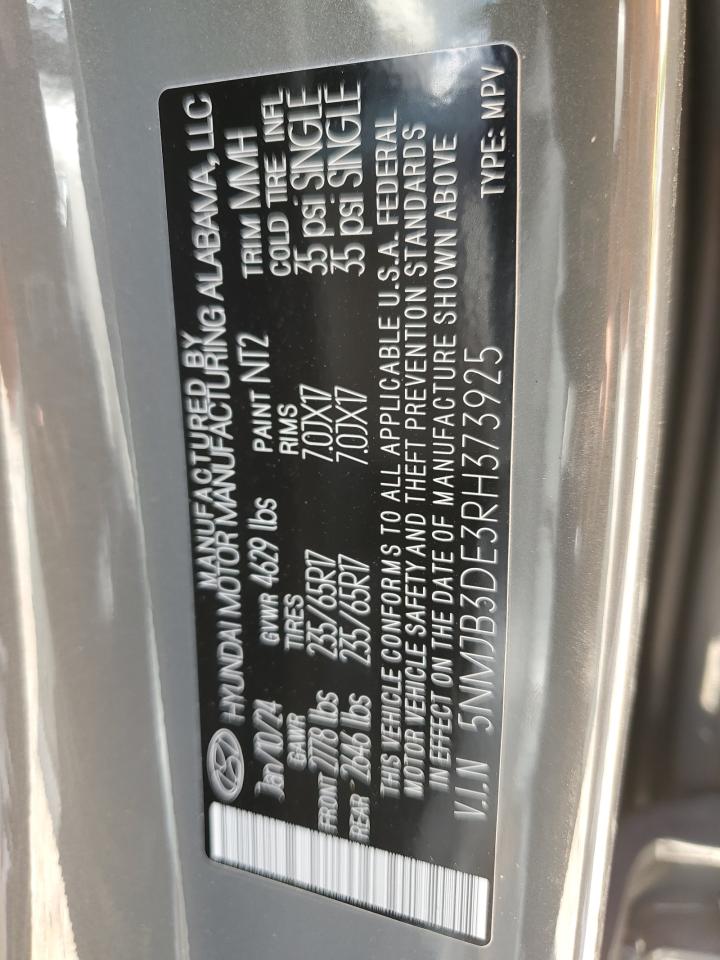 MANUFACTURED BY
HYUNDAI MOTOR MANUFACTURING ALABAMA, LLC
Jan/10/24 GVWR 4629 lbs PAINT NT2 TRIM MMH
GAWR TIRES RIMS COLD TIRE INFL
FRONT 2778 lbs 235/65R17 7.0JX17 35 psi SINGLE
REAR 2646 lbs 235/65R17 7.0JX17 35 psi SINGLE
THIS VEHICLE CONFORMS TO ALL APPLICABLE U.S.A. FEDERAL
MOTOR VEHICLE SAFETY AND THEFT PREVENTION STANDARDS
IN EFFECT ON THE DATE OF MANUFACTURE SHOWN ABOVE
V.I.N 5NMJB3DE3RH373925 TYPE: MPV